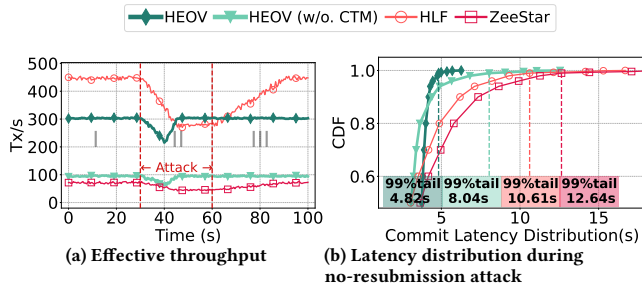 HEOV HEOV (w/o. CTM) HLF ZeeStar
Tx/s
500
400
300
200
100
0
I II III
← Attack →
0 20 40 60 80 100
Time (s)
(a) Effective throughput
CDF
1.0
0.8
0.6
99%tail 99%tail 99%tail 99%tail
4.82s 8.04s 10.61s 12.64s
5 10 15
Commit Latency Distribution(s)
(b) Latency distribution during
no-resubmission attack